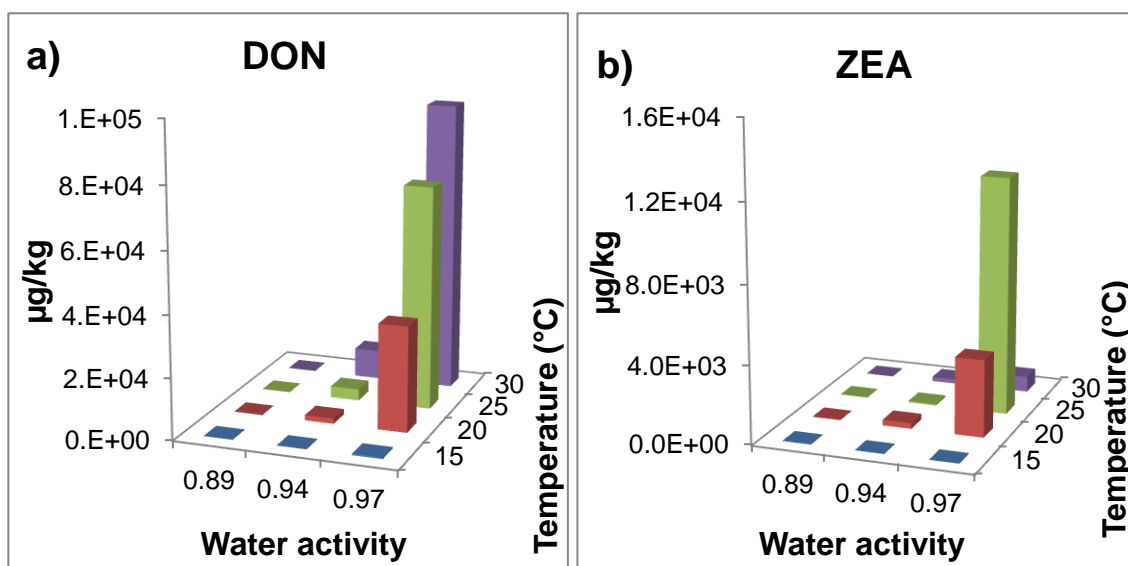 a)
DON
1.E+05
8.E+04
6.E+04
4.E+04
2.E+04
0.E+00
µg/kg
0.89
0.94
0.97
Water activity
30
25
20
15
Temperature (°C)
b)
ZEA
1.6E+04
1.2E+04
8.0E+03
4.0E+03
0.0E+00
µg/kg
0.89
0.94
0.97
Water activity
30
25
20
15
Temperature (°C)